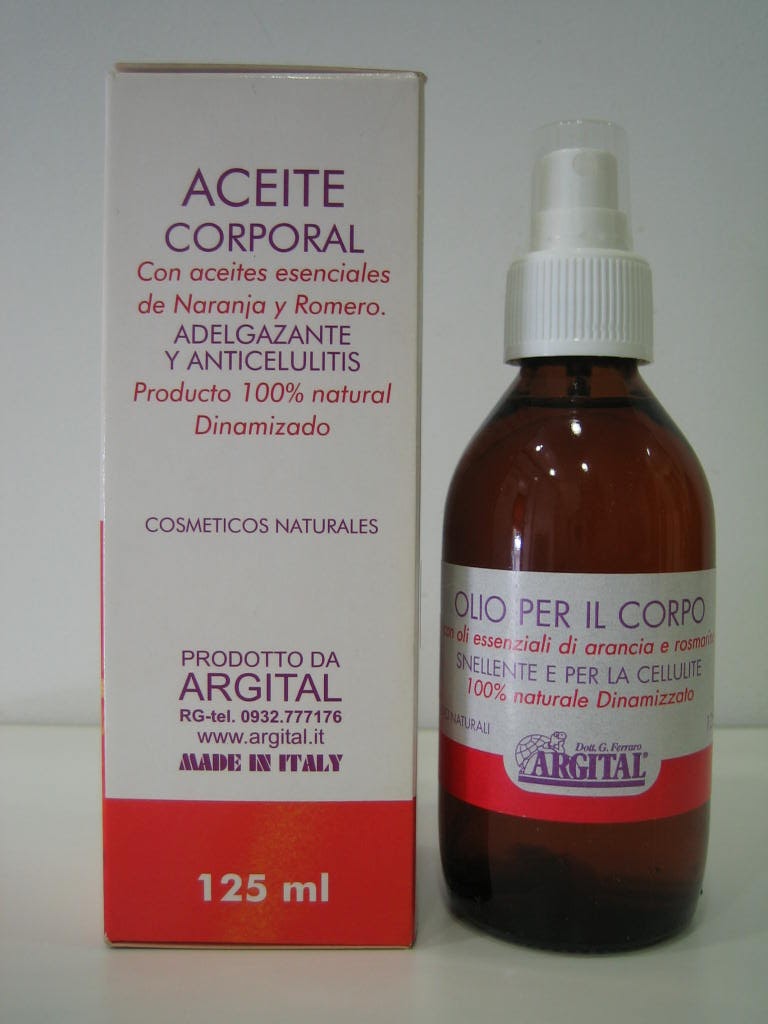 ACEITE
CORPORAL
Con aceites esenciales
de Naranja y Romero.
ADELGAZANTE
Y ANTICELULITIS
Producto 100% natural
Dinamizado
COSMETICOS NATURALES
PRODOTTO DA
ARGITAL
RG-tel. 0932.777176
www.argital.it
MADE IN ITALY
125 ml
OLIO PER IL CORPO
con oli essenziali di arancia e rosmarino
SNELLENTE E PER LA CELLULITE
100% naturale Dinamizzato
NATURALI
Dott. G. Ferraro
ARGITAL®